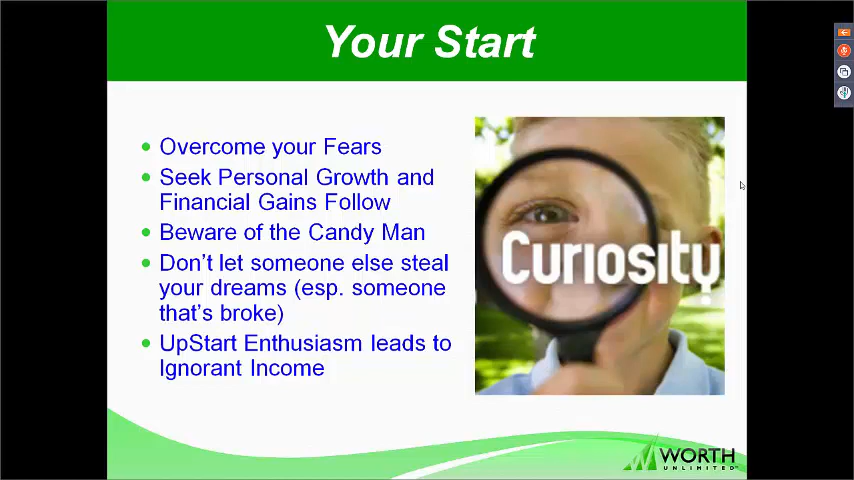 Your Start
Overcome your Fears
Seek Personal Growth and
Financial Gains Follow
Beware of the Candy Man
Don't let someone else steal
your dreams (esp. someone
that's broke)
UpStart Enthusiasm leads to
Ignorant Income
Curiosity
WORTH
UNLIMITED™